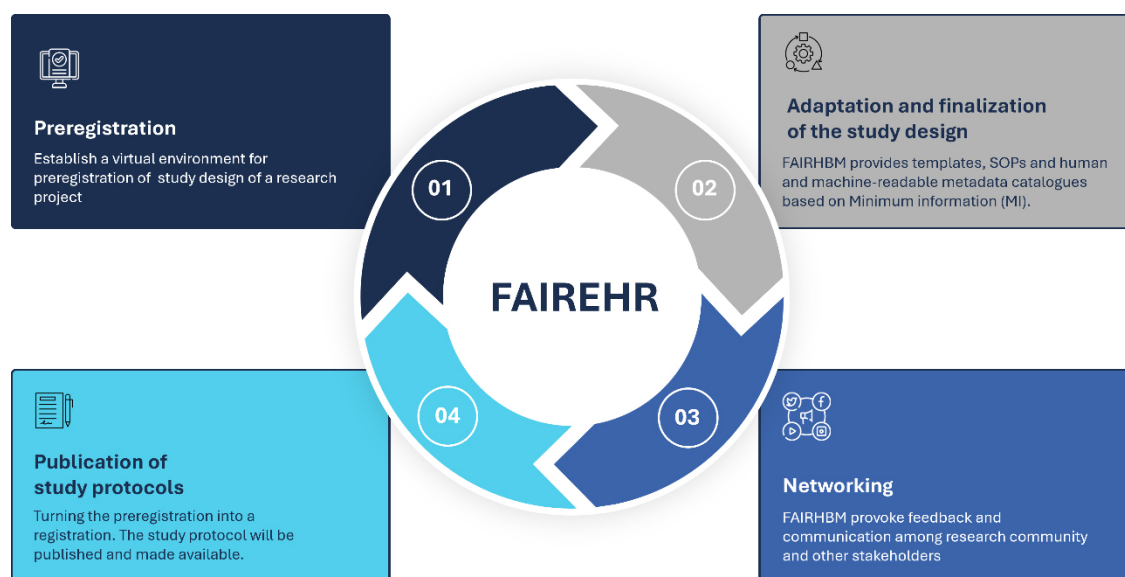 Preregistration
Establish a virtual environment for
preregistration of study design of a research
project
01
Adaptation and finalization
of the study design
FAIRHBM provides templates, SOPs and human
and machine-readable metadata catalogues
based on Minimum information (MI).
02
FAIREHR
Publication of
study protocols
Turning the preregistration into a
registration. The study protocol will be
published and made available.
04
03
Networking
FAIRHBM provoke feedback and
communication among research community
and other stakeholders